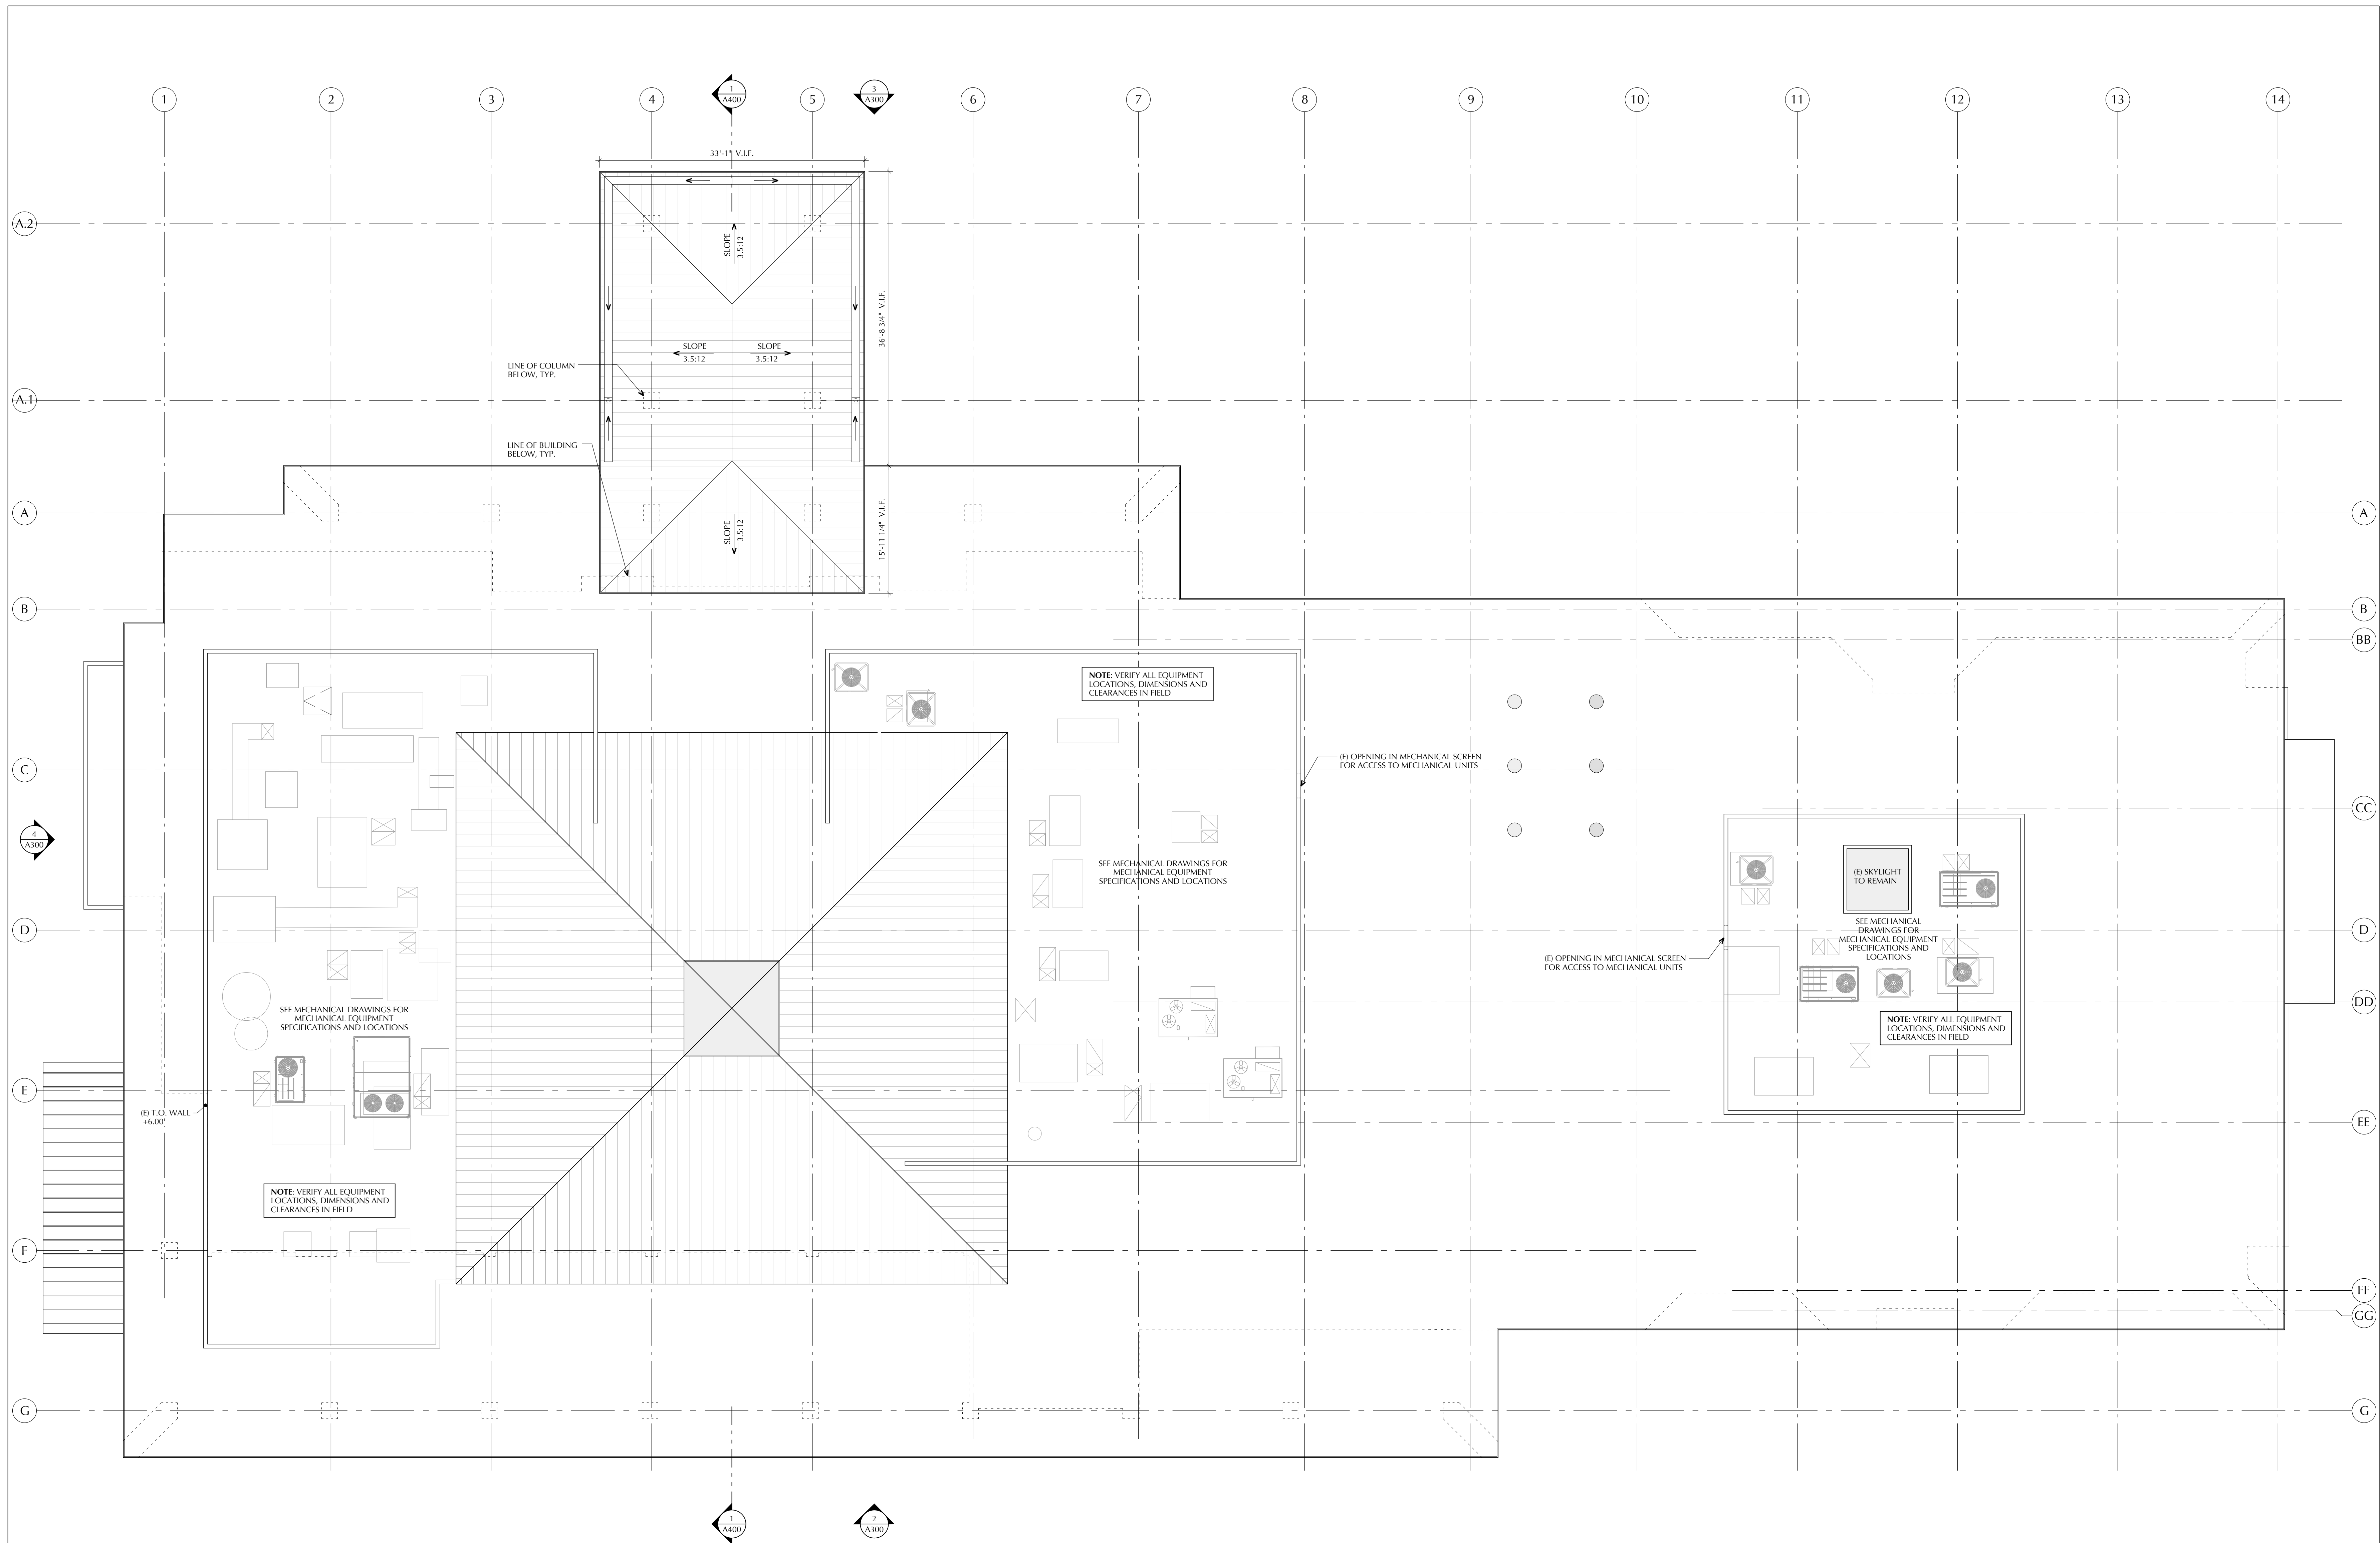 1
A400
3
A300
1
2
3
4
5
6
7
8
9
10
11
12
13
14
33'-1" V.I.F.
A.2
SLOPE
3.5:12
36'-8 3/4" V.I.F.
SLOPE
3.5:12
SLOPE
3.5:12
LINE OF COLUMN
BELOW, TYP.
A.1
LINE OF BUILDING
BELOW, TYP.
A
A
SLOPE
3.5:12
15'-11 1/4" V.I.F.
B
B
BB
NOTE: VERIFY ALL EQUIPMENT
LOCATIONS, DIMENSIONS AND
CLEARANCES IN FIELD
(E) OPENING IN MECHANICAL SCREEN
FOR ACCESS TO MECHANICAL UNITS
C
CC
4
A300
SEE MECHANICAL DRAWINGS FOR
MECHANICAL EQUIPMENT
SPECIFICATIONS AND LOCATIONS
(E) SKYLIGHT
TO REMAIN
SEE MECHANICAL
DRAWINGS FOR
MECHANICAL EQUIPMENT
SPECIFICATIONS AND
LOCATIONS
D
D
(E) OPENING IN MECHANICAL SCREEN
FOR ACCESS TO MECHANICAL UNITS
SEE MECHANICAL DRAWINGS FOR
MECHANICAL EQUIPMENT
SPECIFICATIONS AND LOCATIONS
DD
NOTE: VERIFY ALL EQUIPMENT
LOCATIONS, DIMENSIONS AND
CLEARANCES IN FIELD
E
(E) T.O. WALL
+6.00'
EE
NOTE: VERIFY ALL EQUIPMENT
LOCATIONS, DIMENSIONS AND
CLEARANCES IN FIELD
F
FF
GG
G
G
1
A400
2
A300